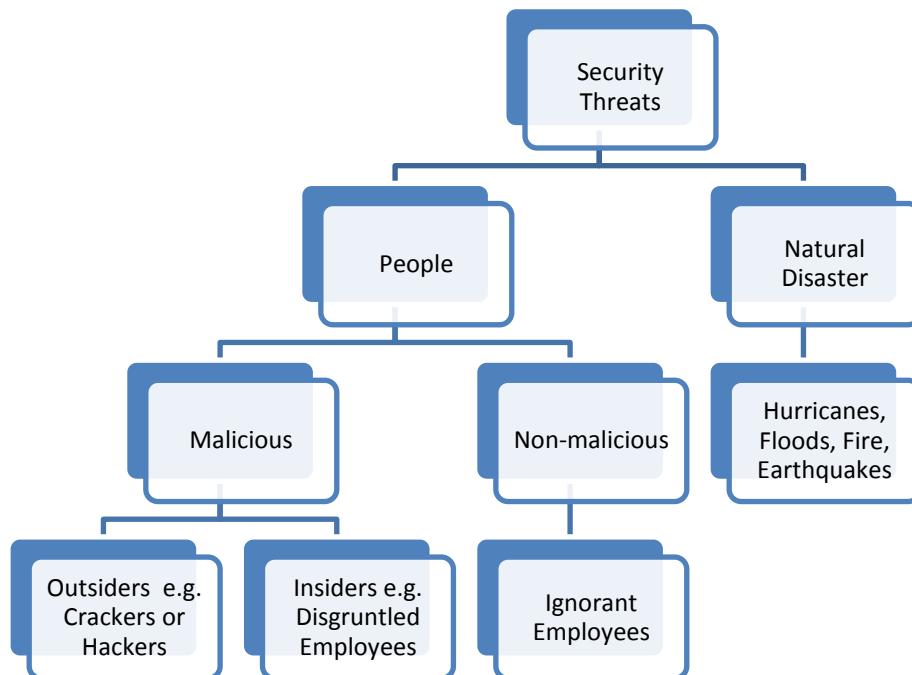 Security
Threats
People
Natural
Disaster
Malicious
Non-malicious
Hurricanes,
Floods, Fire,
Earthquakes
Outsiders e.g.
Crackers or
Hackers
Insiders e.g.
Disgruntled
Employees
Ignorant
Employees